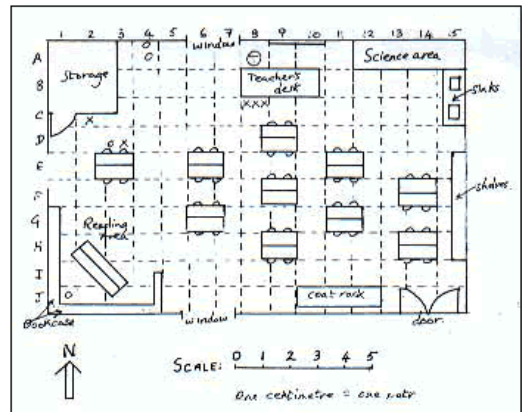 1 2 3 4 5 6 7 8 9 10 11 12 13 14 15
window
A
B
C
D
E
F
G
H
I
J
Storage
Teacher's
desk
Science area
sinks
xxx
x
o x
o
o
shelves
Reading
Area
o
Bookcase
coat rack
window
door
N
SCALE: 0 1 2 3 4 5
One centimetre = one metre